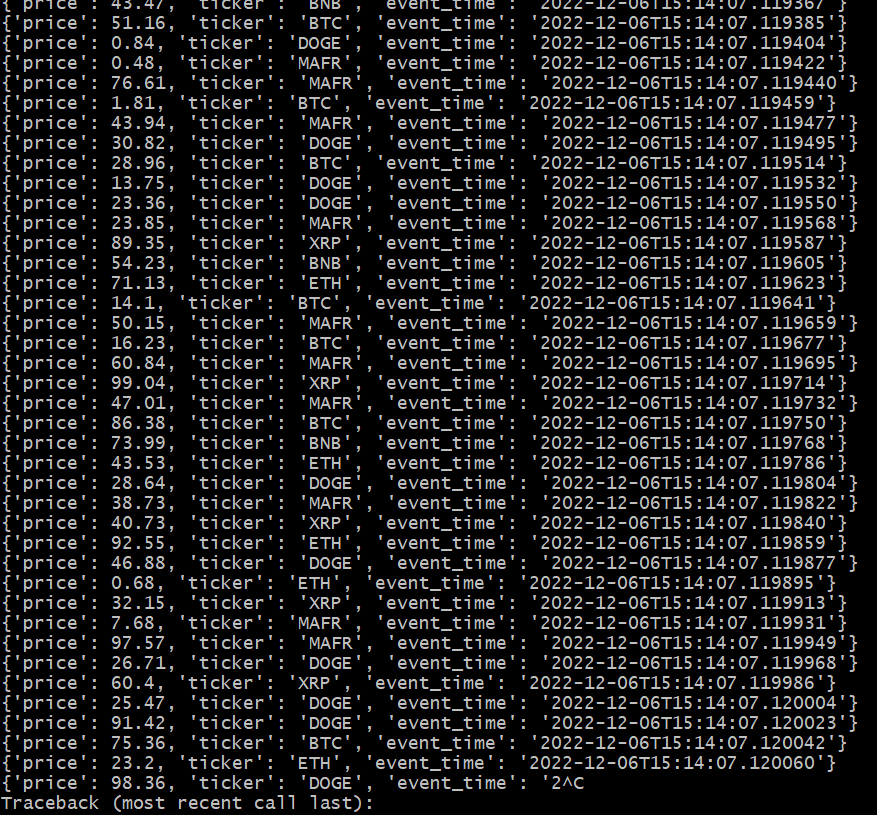 {'price': 43.47, 'ticker': 'BNB', 'event_time': '2022-12-06T15:14:07.119367'}
{'price': 51.16, 'ticker': 'BTC', 'event_time': '2022-12-06T15:14:07.119385'}
{'price': 0.84, 'ticker': 'DOGE', 'event_time': '2022-12-06T15:14:07.119404'}
{'price': 0.48, 'ticker': 'MAFR', 'event_time': '2022-12-06T15:14:07.119422'}
{'price': 76.61, 'ticker': 'MAFR', 'event_time': '2022-12-06T15:14:07.119440'}
{'price': 1.81, 'ticker': 'BTC', 'event_time': '2022-12-06T15:14:07.119459'}
{'price': 43.94, 'ticker': 'MAFR', 'event_time': '2022-12-06T15:14:07.119477'}
{'price': 30.82, 'ticker': 'DOGE', 'event_time': '2022-12-06T15:14:07.119495'}
{'price': 28.96, 'ticker': 'BTC', 'event_time': '2022-12-06T15:14:07.119514'}
{'price': 13.75, 'ticker': 'DOGE', 'event_time': '2022-12-06T15:14:07.119532'}
{'price': 23.36, 'ticker': 'DOGE', 'event_time': '2022-12-06T15:14:07.119550'}
{'price': 23.85, 'ticker': 'MAFR', 'event_time': '2022-12-06T15:14:07.119568'}
{'price': 89.35, 'ticker': 'XRP', 'event_time': '2022-12-06T15:14:07.119587'}
{'price': 54.23, 'ticker': 'BNB', 'event_time': '2022-12-06T15:14:07.119605'}
{'price': 71.13, 'ticker': 'ETH', 'event_time': '2022-12-06T15:14:07.119623'}
{'price': 14.1, 'ticker': 'BTC', 'event_time': '2022-12-06T15:14:07.119641'}
{'price': 50.15, 'ticker': 'MAFR', 'event_time': '2022-12-06T15:14:07.119659'}
{'price': 16.23, 'ticker': 'BTC', 'event_time': '2022-12-06T15:14:07.119677'}
{'price': 60.84, 'ticker': 'MAFR', 'event_time': '2022-12-06T15:14:07.119695'}
{'price': 99.04, 'ticker': 'XRP', 'event_time': '2022-12-06T15:14:07.119714'}
{'price': 47.01, 'ticker': 'MAFR', 'event_time': '2022-12-06T15:14:07.119732'}
{'price': 86.38, 'ticker': 'BTC', 'event_time': '2022-12-06T15:14:07.119750'}
{'price': 73.99, 'ticker': 'BNB', 'event_time': '2022-12-06T15:14:07.119768'}
{'price': 43.53, 'ticker': 'ETH', 'event_time': '2022-12-06T15:14:07.119786'}
{'price': 28.64, 'ticker': 'DOGE', 'event_time': '2022-12-06T15:14:07.119804'}
{'price': 38.73, 'ticker': 'MAFR', 'event_time': '2022-12-06T15:14:07.119822'}
{'price': 40.73, 'ticker': 'XRP', 'event_time': '2022-12-06T15:14:07.119840'}
{'price': 92.55, 'ticker': 'ETH', 'event_time': '2022-12-06T15:14:07.119859'}
{'price': 46.88, 'ticker': 'DOGE', 'event_time': '2022-12-06T15:14:07.119877'}
{'price': 0.68, 'ticker': 'ETH', 'event_time': '2022-12-06T15:14:07.119895'}
{'price': 32.15, 'ticker': 'XRP', 'event_time': '2022-12-06T15:14:07.119913'}
{'price': 7.68, 'ticker': 'MAFR', 'event_time': '2022-12-06T15:14:07.119931'}
{'price': 97.57, 'ticker': 'MAFR', 'event_time': '2022-12-06T15:14:07.119949'}
{'price': 26.71, 'ticker': 'DOGE', 'event_time': '2022-12-06T15:14:07.119968'}
{'price': 60.4, 'ticker': 'XRP', 'event_time': '2022-12-06T15:14:07.119986'}
{'price': 25.47, 'ticker': 'DOGE', 'event_time': '2022-12-06T15:14:07.120004'}
{'price': 91.42, 'ticker': 'DOGE', 'event_time': '2022-12-06T15:14:07.120023'}
{'price': 75.36, 'ticker': 'BTC', 'event_time': '2022-12-06T15:14:07.120042'}
{'price': 23.2, 'ticker': 'ETH', 'event_time': '2022-12-06T15:14:07.120060'}
{'price': 98.36, 'ticker': 'DOGE', 'event_time': '2^C
Traceback (most recent call last):